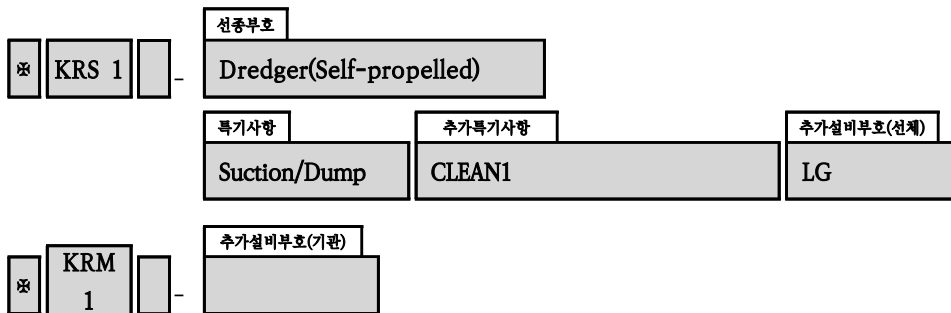 선종부호
✠ KRS 1 - Dredger(Self-propelled)
특기사항 추가특기사항 추가설비부호(선체)
Suction/Dump CLEAN1 LG
추가설비부호(기관)
✠ KRM 1 -